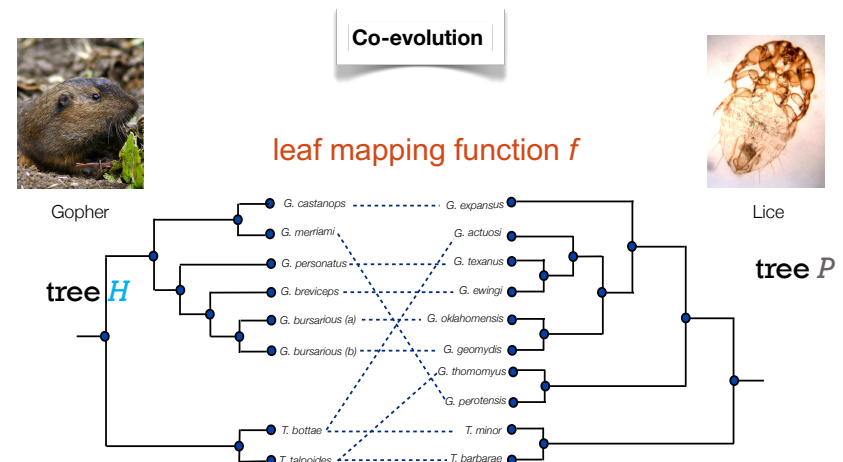 Co-evolution
leaf mapping function f
Gopher
Lice
tree H
tree P
G. castanops
G. merriami
G. personatus
G. breviceps
G. bursarious (a)
G. bursarious (b)
T. bottae
T. talpoides
G. expansus
G. actuosi
G. texanus
G. ewingi
G. oklahomensis
G. geomydis
G. thomomyus
G. perotensis
T. minor
T. barbarae